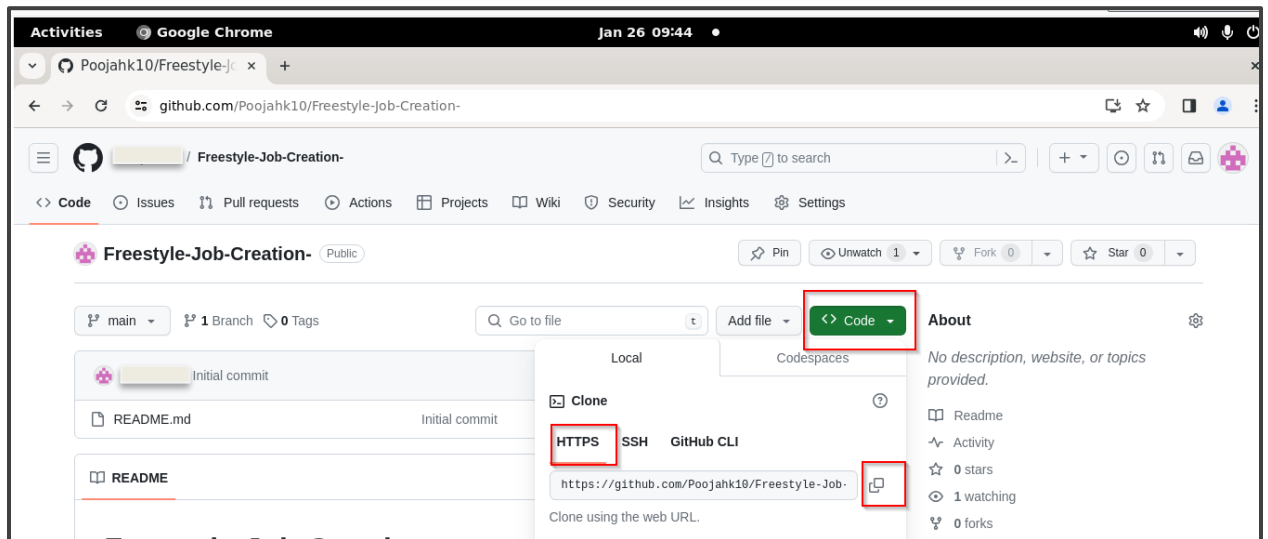 Activities Google Chrome Jan 26 09:44
Poojahk10/Freestyle-Jo
github.com/Poojahk10/Freestyle-Job-Creation-
/ Freestyle-Job-Creation- Type / to search
Code Issues Pull requests Actions Projects Wiki Security Insights Settings
Freestyle-Job-Creation- Public Pin Unwatch 1 Fork 0 Star 0
main 1 Branch 0 Tags Go to file t Add file Code About
Local Codespaces
No description, website, or topics
provided.
Initial commit
Clone
README.md Initial commit
Readme
HTTPS SSH GitHub CLI
Activity
README
0 stars
https://github.com/Poojahk10/Freestyle-Job-
1 watching
Clone using the web URL.
0 forks